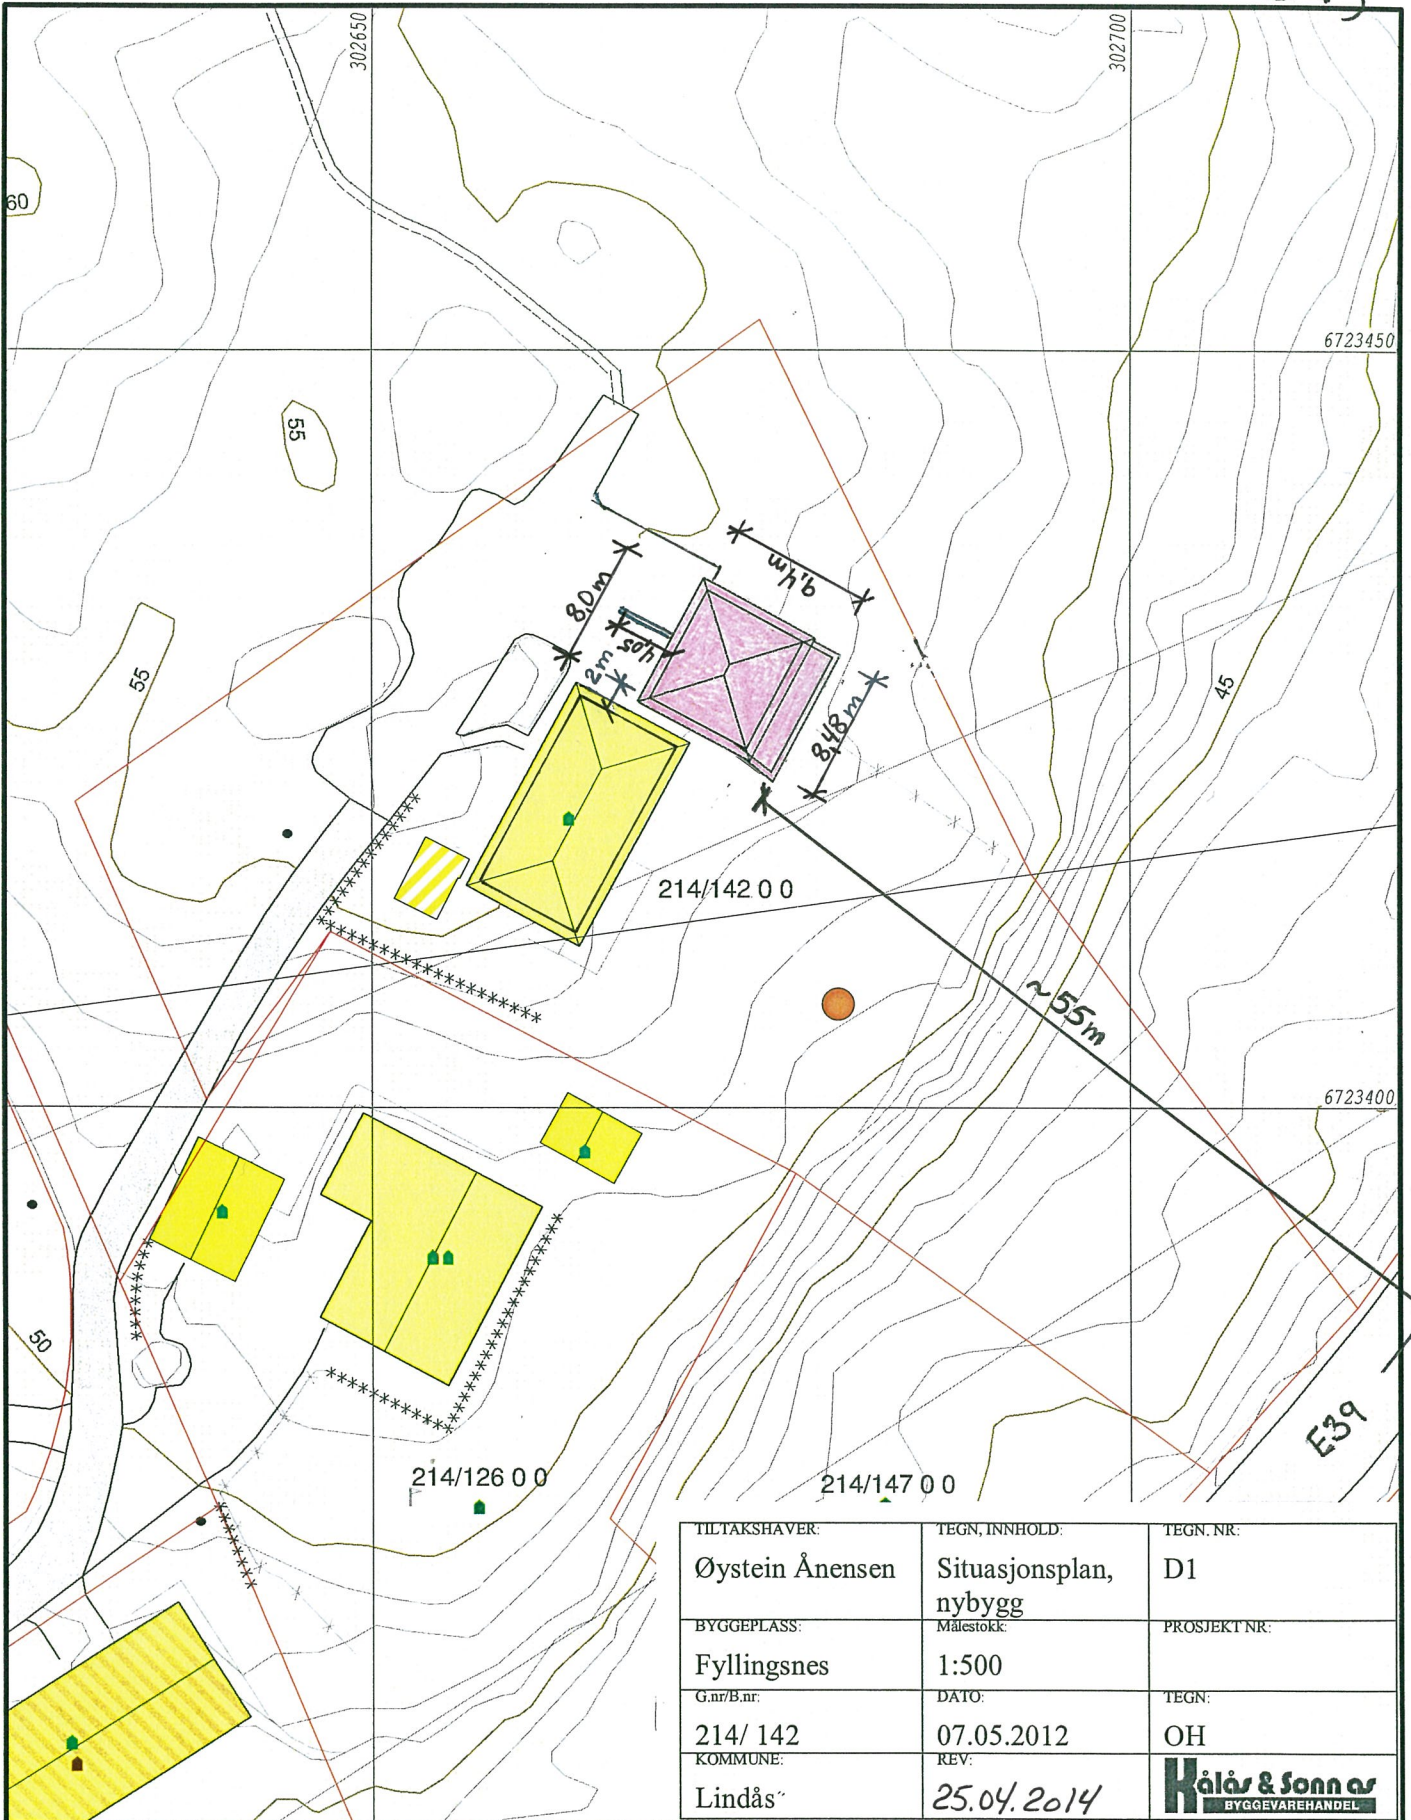 302650
302700
60
6723450
55
9,4m
8,0m
4,05
2m
55
45
8,48m
214/142 0 0
~55m
6723400
50
E39
214/126 0 0
214/147 0 0
TILTAKSHAVER:
Øystein Ånensen
TEGN, INNHOLD:
Situasjonsplan,
nybygg
TEGN. NR:
D1
BYGGEPLASS:
Fyllingsnes
Målestokk:
1:500
PROSJEKT NR:
G.nr/B.nr:
214/ 142
DATO:
07.05.2012
TEGN:
OH
KOMMUNE:
Lindås
REV:
25.04.2014
Kålås & Sonn as
BYGGEVAREHANDEL